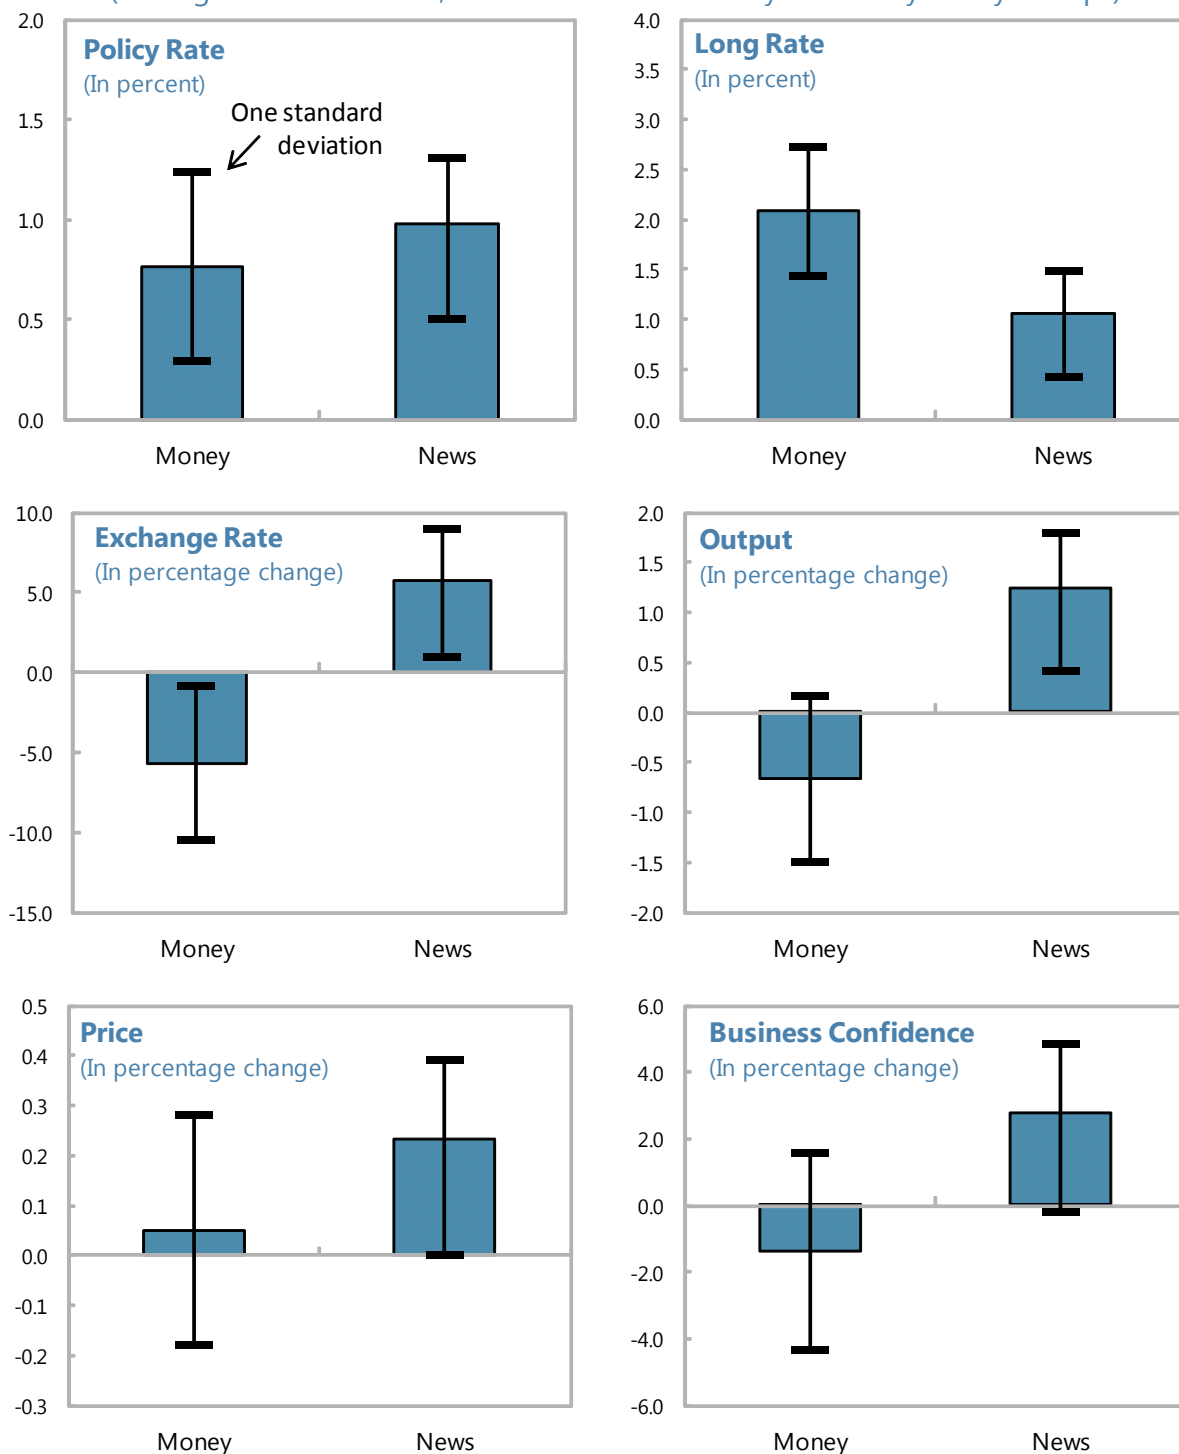 2.0
Policy Rate
(In percent)
One standard
deviation
1.5
1.0
0.5
0.0
Money News
4.0
Long Rate
(In percent)
3.5
3.0
2.5
2.0
1.5
1.0
0.5
0.0
Money News
10.0
Exchange Rate
(In percentage change)
5.0
0.0
-5.0
-10.0
-15.0
Money News
2.0
Output
(In percentage change)
1.5
1.0
0.5
0.0
-0.5
-1.0
-1.5
-2.0
Money News
0.5
Price
(In percentage change)
0.4
0.3
0.2
0.1
0.0
-0.1
-0.2
-0.3
Money News
6.0
Business Confidence
(In percentage change)
4.0
2.0
0.0
-2.0
-4.0
-6.0
Money News